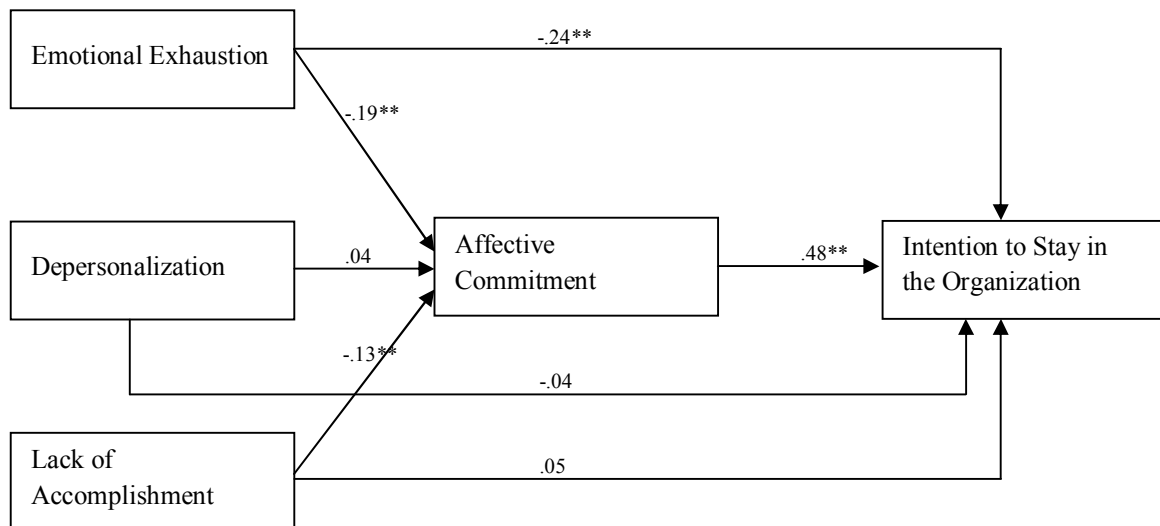 Emotional Exhaustion
-.24**
-.19**
Depersonalization
.04
Affective
Commitment
.48**
Intention to Stay in
the Organization
-.13**
-.04
Lack of
Accomplishment
.05